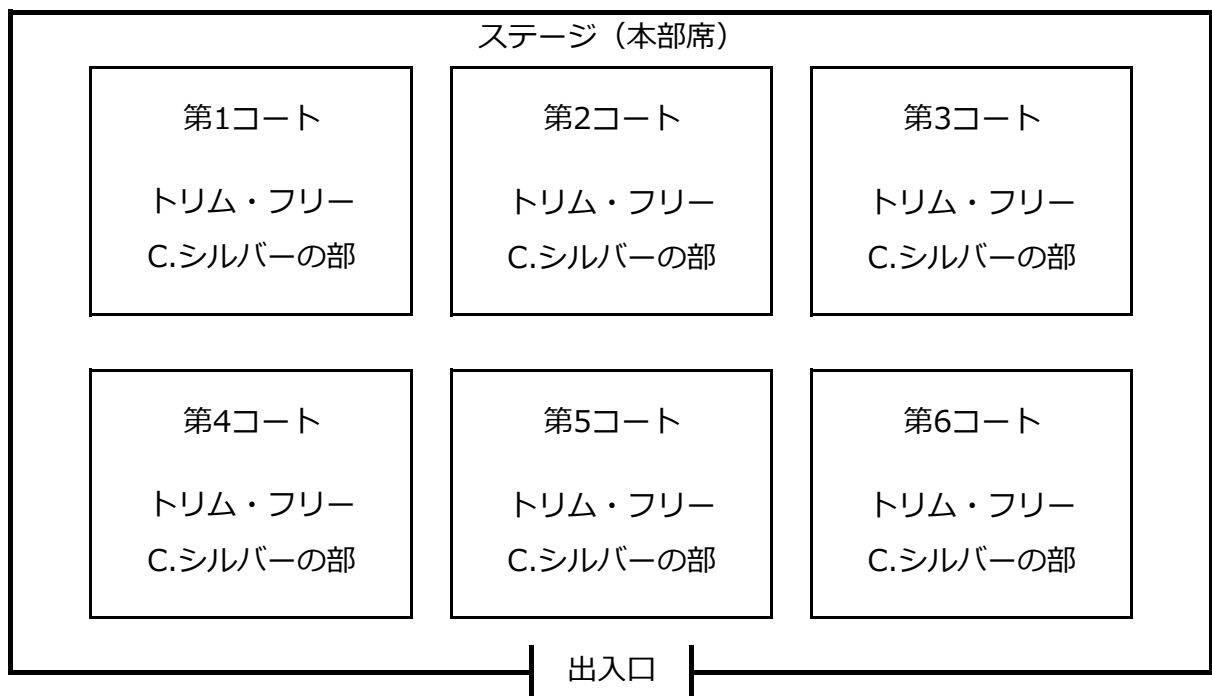 ステージ（本部席）
第1コート
トリム・フリー
C.シルバーの部
第2コート
トリム・フリー
C.シルバーの部
第3コート
トリム・フリー
C.シルバーの部
第4コート
トリム・フリー
C.シルバーの部
第5コート
トリム・フリー
C.シルバーの部
第6コート
トリム・フリー
C.シルバーの部
出入口